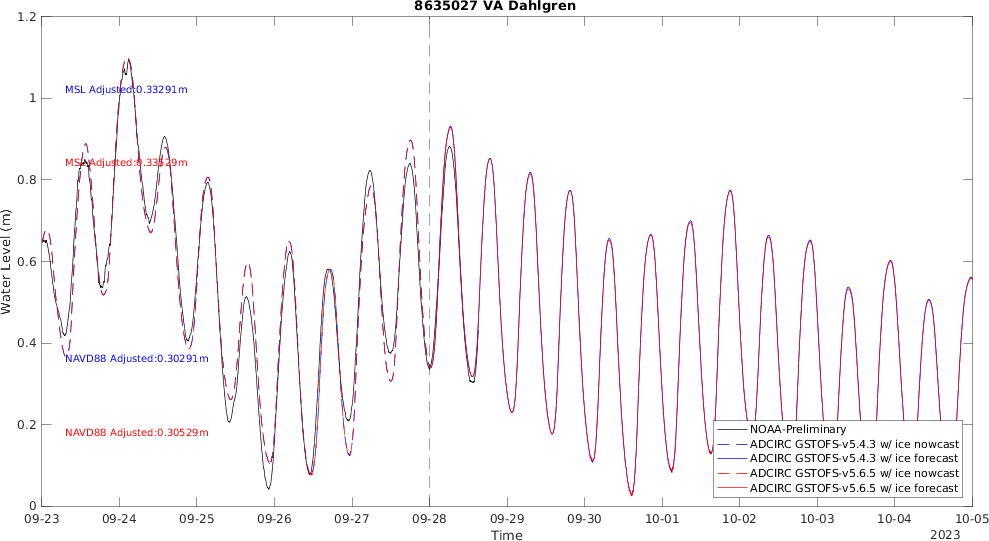 8635027 VA Dahlgren
Water Level (m)
1.2
1
0.8
0.6
0.4
0.2
0
MSL Adjusted:0.33291m
MSL Adjusted:0.33529m
NAVD88 Adjusted:0.30291m
NAVD88 Adjusted:0.30529m
NOAA-Preliminary
ADCIRC GSTOFS-v5.4.3 w/ ice nowcast
ADCIRC GSTOFS-v5.4.3 w/ ice forecast
ADCIRC GSTOFS-v5.6.5 w/ ice nowcast
ADCIRC GSTOFS-v5.6.5 w/ ice forecast
09-23 09-24 09-25 09-26 09-27 09-28 09-29 09-30 10-01 10-02 10-03 10-04 10-05
Time
2023